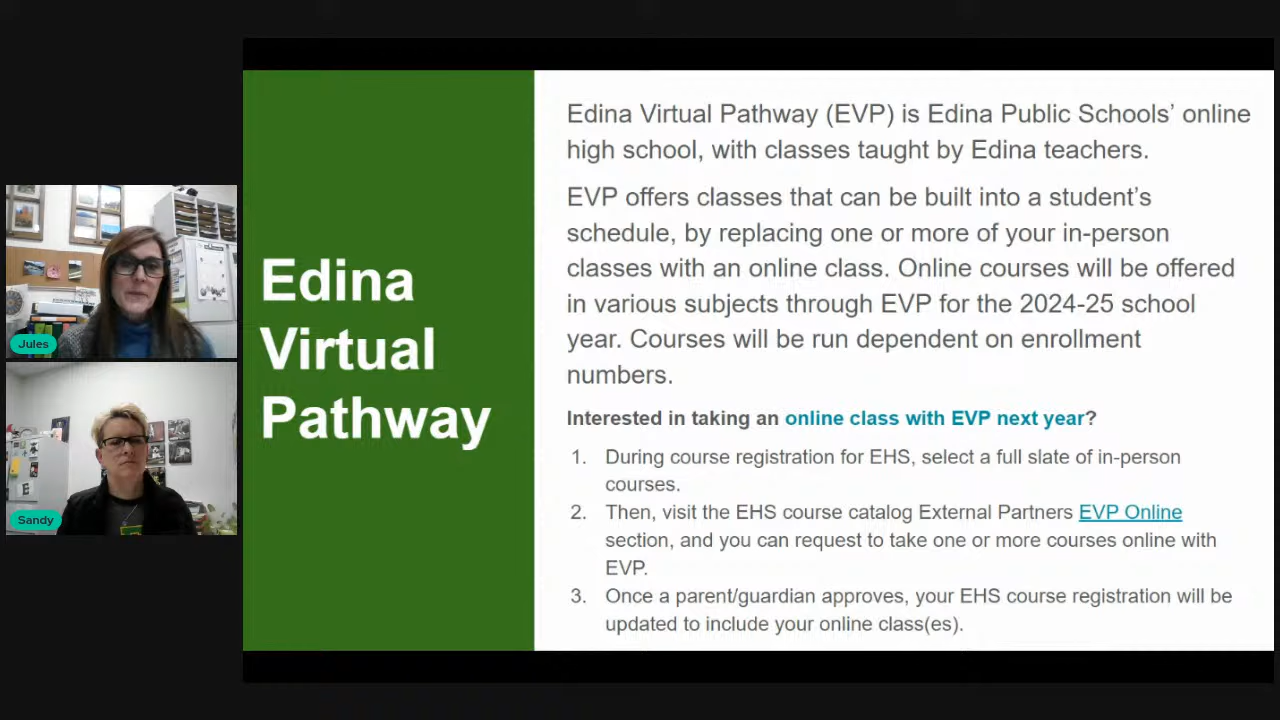 Edina
Virtual
Pathway
Edina Virtual Pathway (EVP) is Edina Public Schools’ online
high school, with classes taught by Edina teachers.
EVP offers classes that can be built into a student’s
schedule, by replacing one or more of your in-person
classes with an online class. Online courses will be offered
in various subjects through EVP for the 2024-25 school
year. Courses will be run dependent on enrollment
numbers.
Interested in taking an online class with EVP next year?
1. During course registration for EHS, select a full slate of in-person
courses.
2. Then, visit the EHS course catalog External Partners EVP Online
section, and you can request to take one or more courses online with
EVP.
3. Once a parent/guardian approves, your EHS course registration will be
updated to include your online class(es).
Jules
Sandy